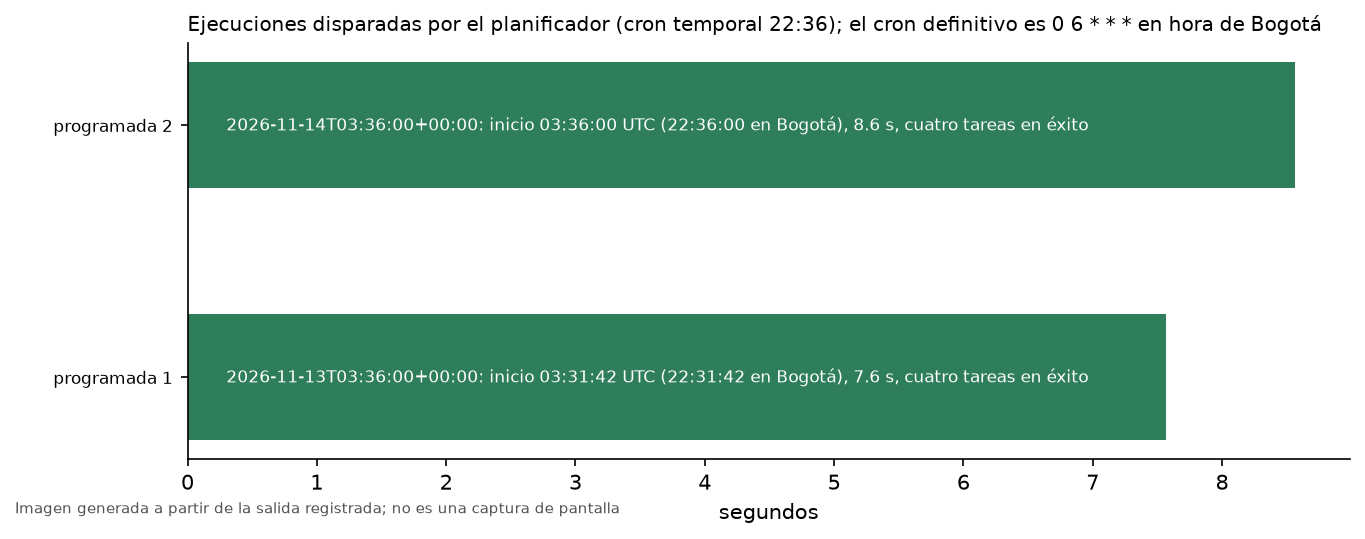 Ejecuciones disparadas por el planificador (cron temporal 22:36); el cron definitivo es 0 6 * * * en hora de Bogotá
programada 2
2026-11-14T03:36:00+00:00: inicio 03:36:00 UTC (22:36:00 en Bogotá), 8.6 s, cuatro tareas en éxito
programada 1
2026-11-13T03:36:00+00:00: inicio 03:31:42 UTC (22:31:42 en Bogotá), 7.6 s, cuatro tareas en éxito
0 1 2 3 4 5 6 7 8
segundos
Imagen generada a partir de la salida registrada; no es una captura de pantalla